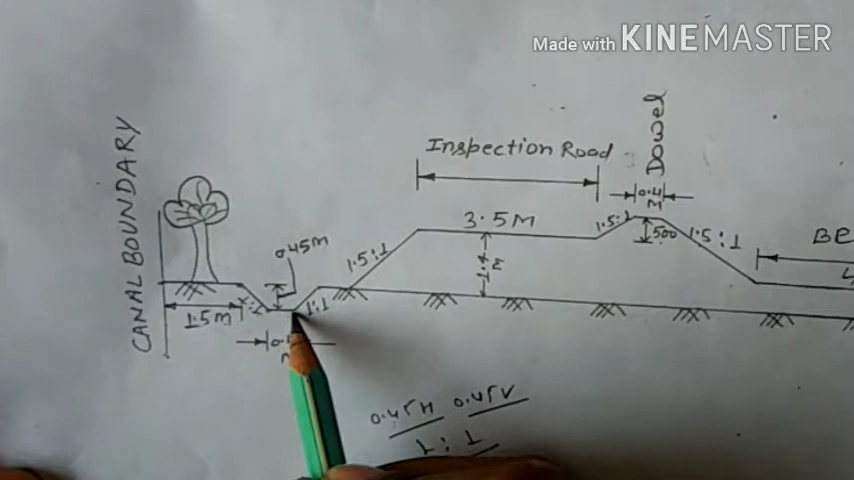 Made with KINEMASTER
CANAL BOUNDARY
1.5M
0.45M
1:1
1.5:1
Inspection Road
3.5M
1.5:1
Dowel
0.4
M
.500
1.5:1
BE
0.45H 0.45V
1:1